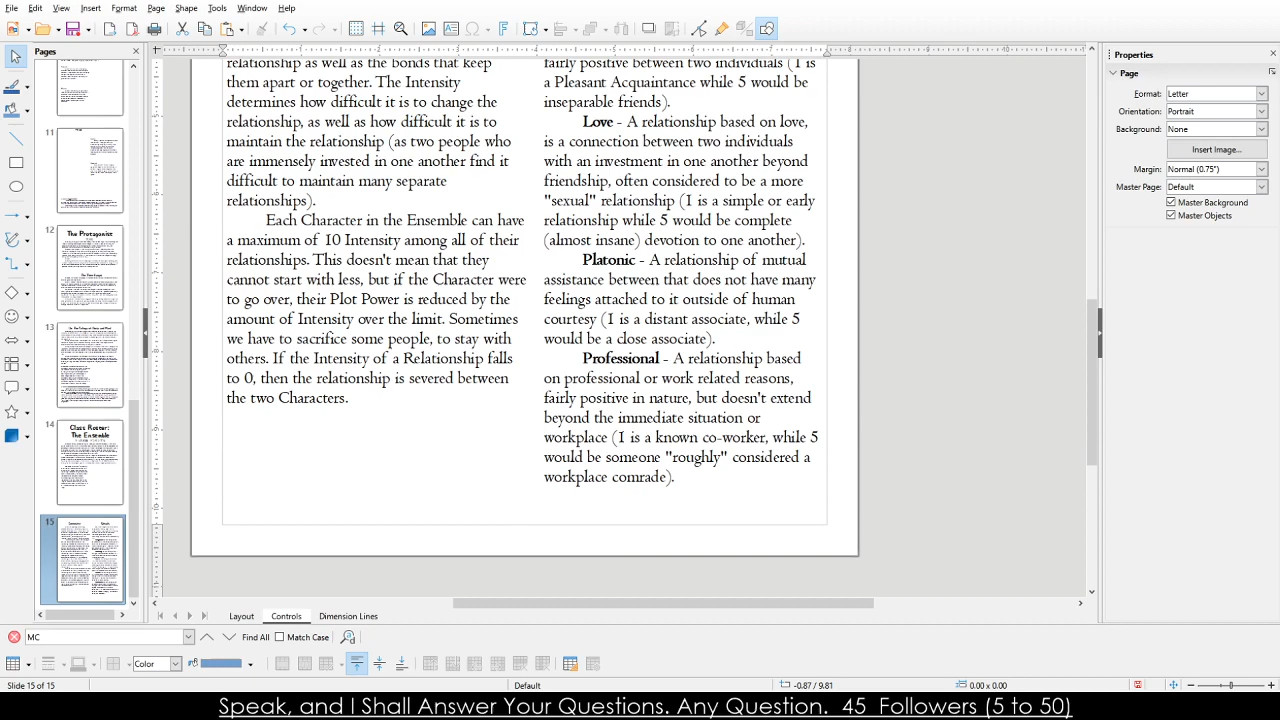 File Edit View Insert Format Page Shape Tools Window Help
Pages
11
12
The Protagonist
13
14
Class Roster:
The Ensemble
15
relationship as well as the bonds that keep
them apart or together. The Intensity
determines how difficult it is to change the
relationship, as well as how difficult it is to
maintain the relationship (as two people who
are immensely invested in one another find it
difficult to maintain many separate
relationships).
Each Character in the Ensemble can have
a maximum of 10 Intensity among all of their
relationships. This doesn't mean that they
cannot start with less, but if the Character were
to go over, their Plot Power is reduced by the
amount of Intensity over the limit. Sometimes
we have to sacrifice some people, to stay with
others. If the Intensity of a Relationship falls
to 0, then the relationship is severed between
the two Characters.
fairly positive between two individuals (1 is
a Pleasant Acquaintance while 5 would be
inseparable friends).
Love - A relationship based on love,
is a connection between two individuals
with an investment in one another beyond
friendship, often considered to be a more
"sexual" relationship (1 is a simple or early
relationship while 5 would be complete
(almost insane) devotion to one another).
Platonic - A relationship of mutual
assistance between that does not have many
feelings attached to it outside of human
courtesy (1 is a distant associate, while 5
would be a close associate).
Professional - A relationship based
on professional or work related reasons,
fairly positive in nature, but doesn't extend
beyond the immediate situation or
workplace (1 is a known co-worker, while 5
would be someone "roughly" considered a
workplace comrade).
Properties
Page
Format: Letter
Orientation: Portrait
Background: None
Insert Image...
Margin: Normal (0.75")
Master Page: Default
Master Background
Master Objects
Layout Controls Dimension Lines
MC Find All Match Case
Color
Slide 15 of 15 Default -0.87 / 9.81 0.00 x 0.00
Speak, and I Shall Answer Your Questions. Any Question. 45 Followers (5 to 50)